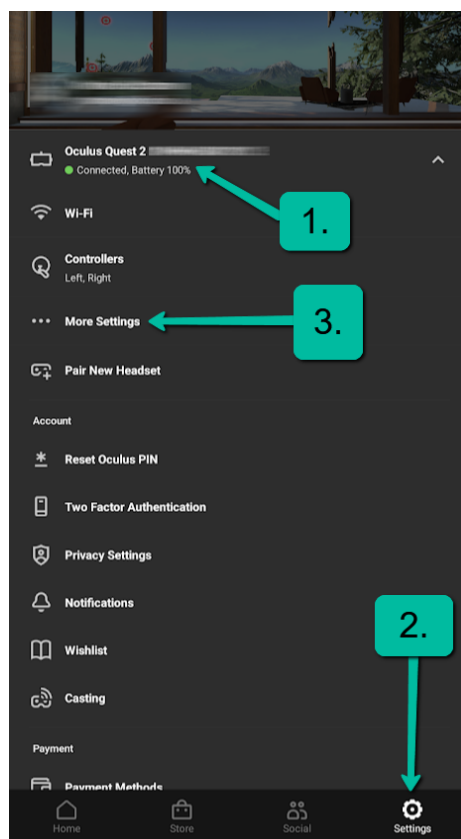 Oculus Quest 2
Connected, Battery 100%
1.
Wi-Fi
Controllers
Left, Right
3.
More Settings
Pair New Headset
Account
Reset Oculus PIN
Two Factor Authentication
Privacy Settings
Notifications
2.
Wishlist
Casting
Payment
Payment Methods
Home
Store
Social
Settings